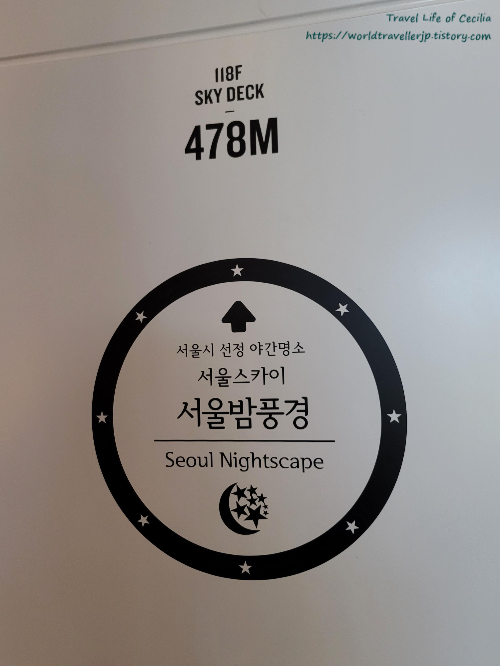 Travel Life of Cecilia
https://worldtravellerjp.tistory.com
118F
SKY DECK
478M
서울시 선정 야간명소
서울스카이
서울밤풍경
Seoul Nightscape